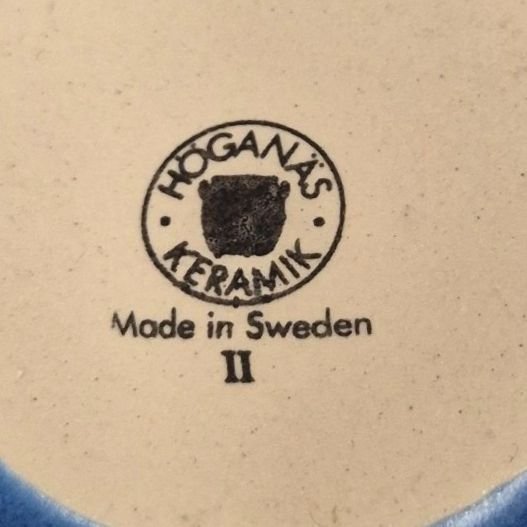 HÖGANÄS
KERAMIK
Made in Sweden
II